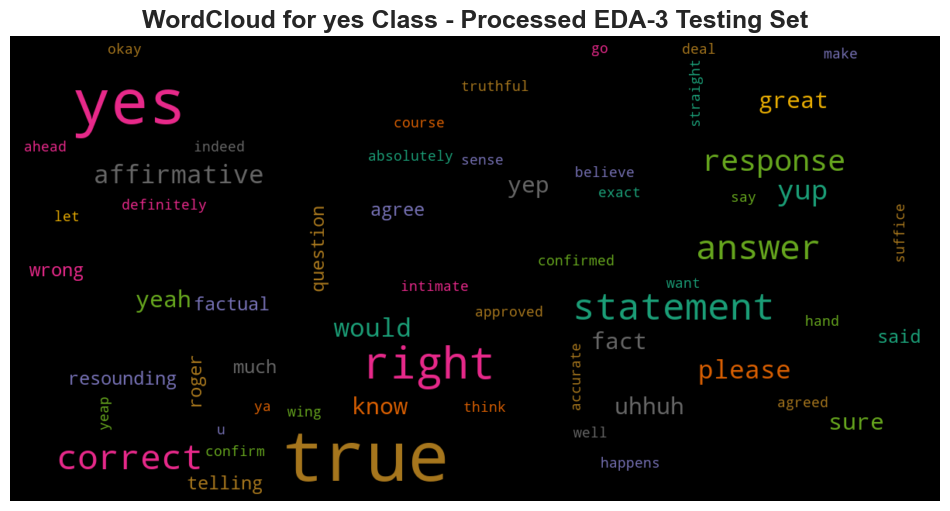 WordCloud for yes Class - Processed EDA-3 Testing Set
okay
go
deal
make
yes
truthful
straight
great
course
ahead
indeed
absolutely
sense
response
affirmative
believe
yep
exact
say
yup
definitely
agree
let
question
suffice
answer
wrong
confirmed
intimate
want
yeah
factual
approved
statement
hand
would
fact
said
right
much
resounding
roger
accurate
please
ya
wing
know
think
uhhuh
agreed
yeap
sure
u
well
true
correct
confirm
happens
telling